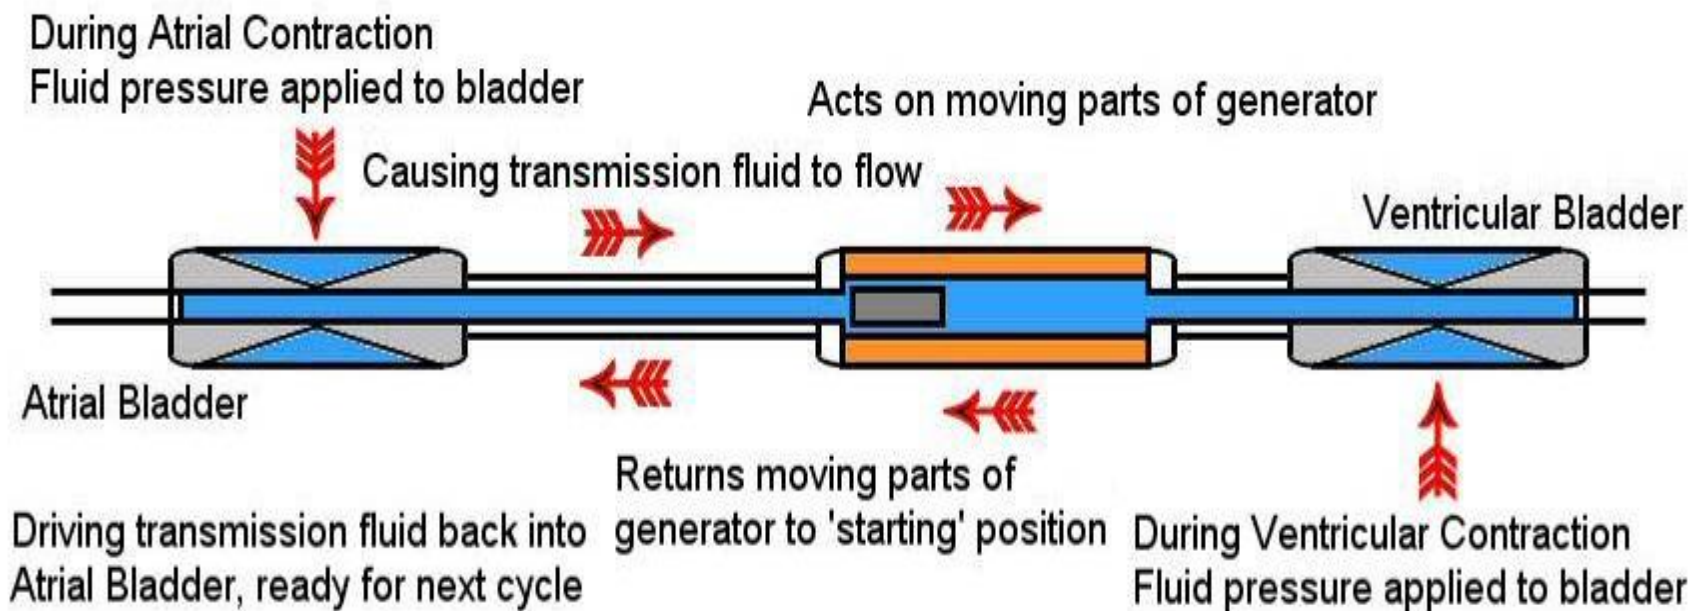 During Atrial Contraction
Fluid pressure applied to bladder
Acts on moving parts of generator
Causing transmission fluid to flow
Ventricular Bladder
Atrial Bladder
Returns moving parts of
generator to 'starting' position
Driving transmission fluid back into
Atrial Bladder, ready for next cycle
During Ventricular Contraction
Fluid pressure applied to bladder